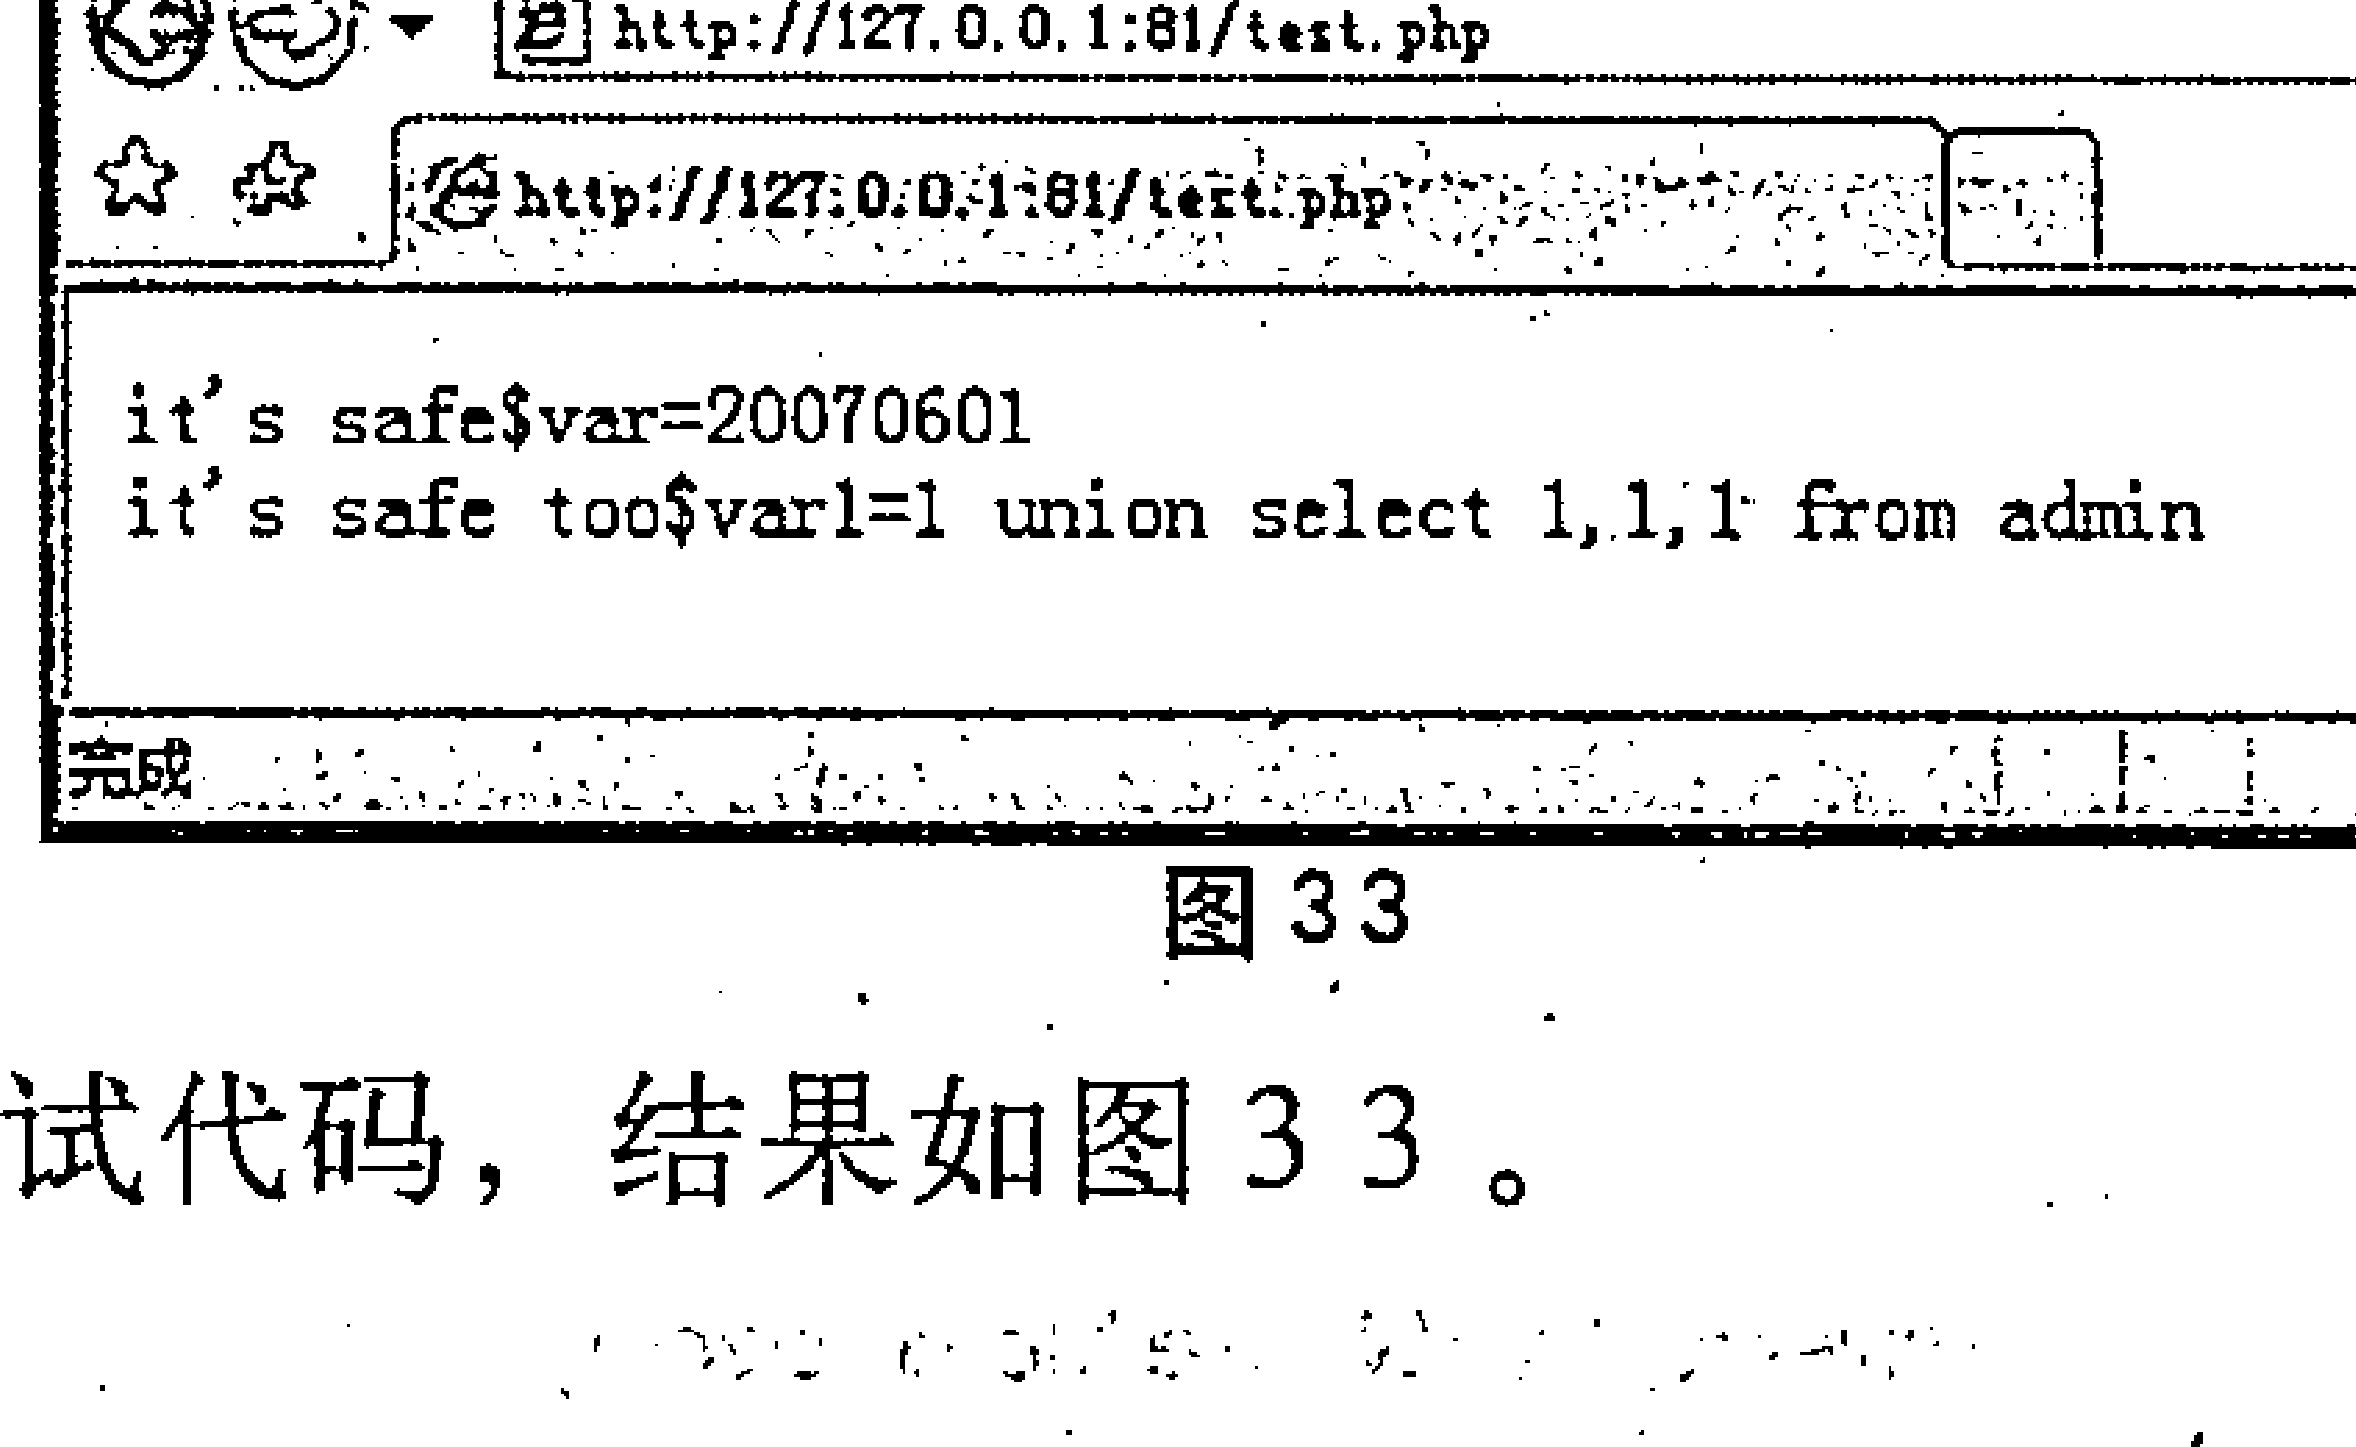 http://127.0.0.1:81/test.php
http://127.0.0.1:81/test.php
it's safe$var=20070601
it's safe too$var1=1 union select 1,1,1 from admin
完成
图 33
试代码，结果如图33。